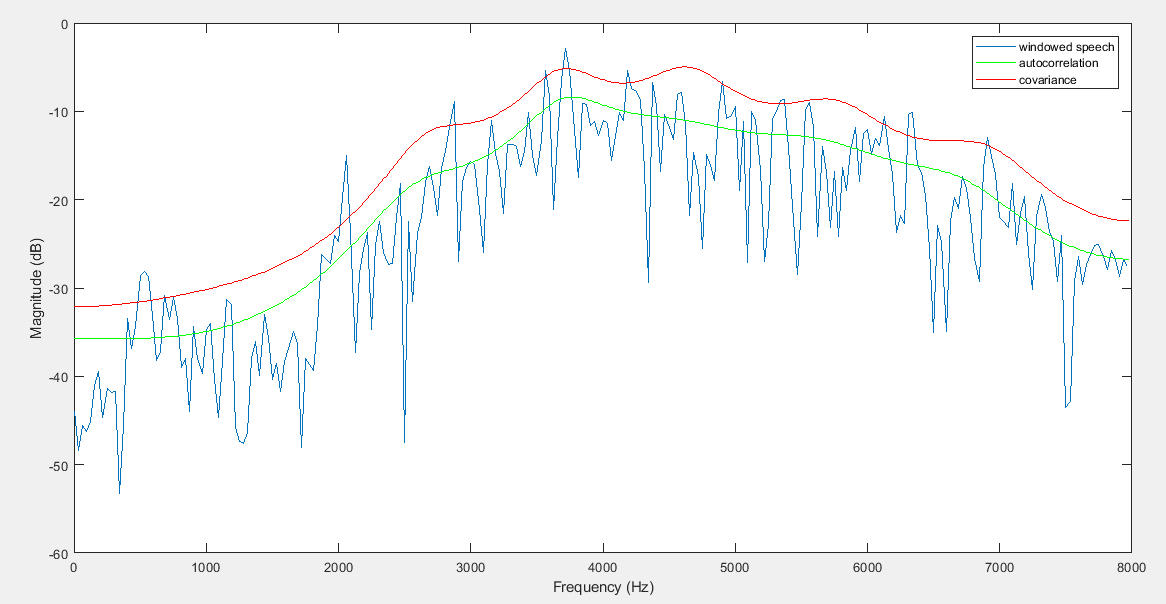 windowed speech
autocorrelation
covariance
Magnitude (dB)
0
-10
-20
-30
-40
-50
-60
0 1000 2000 3000 4000 5000 6000 7000 8000
Frequency (Hz)